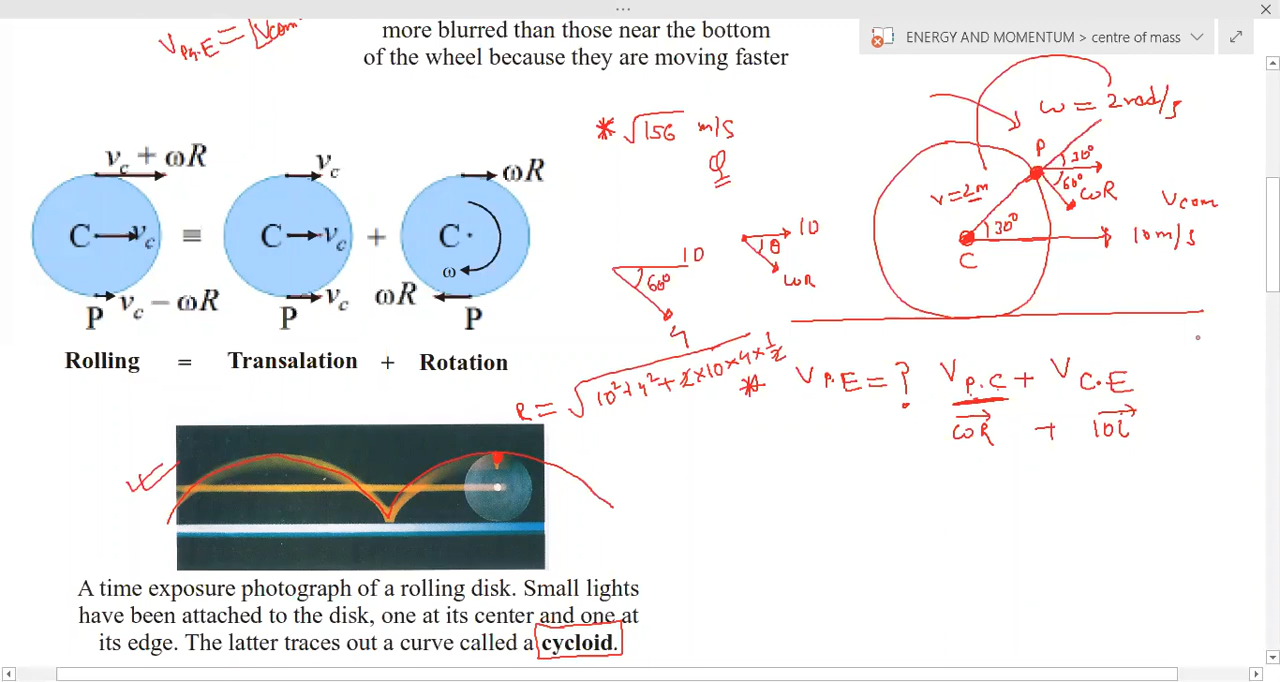 more blurred than those near the bottom
of the wheel because they are moving faster
ENERGY AND MOMENTUM > centre of mass
V_{P.E} = V_{com}
* √156 m/s
Q
ω = 2 rad/s
P
30°
60°
ωR
V_{com}
10 m/s
30°
C
10
60°
4
10
θ
ωR
v_c + ωR
C
v_c
≡
v_c
C
v_c
+
ωR
C
ω
P
v_c − ωR
P
v_c
ωR
P
Rolling = Transalation + Rotation
R = √10² + 4² + 2×10×4×1/2
V_{P.E} = ? V_{P.C} + V_{C.E}
ωR + 10i
A time exposure photograph of a rolling disk. Small lights
have been attached to the disk, one at its center and one at
its edge. The latter traces out a curve called a cycloid.